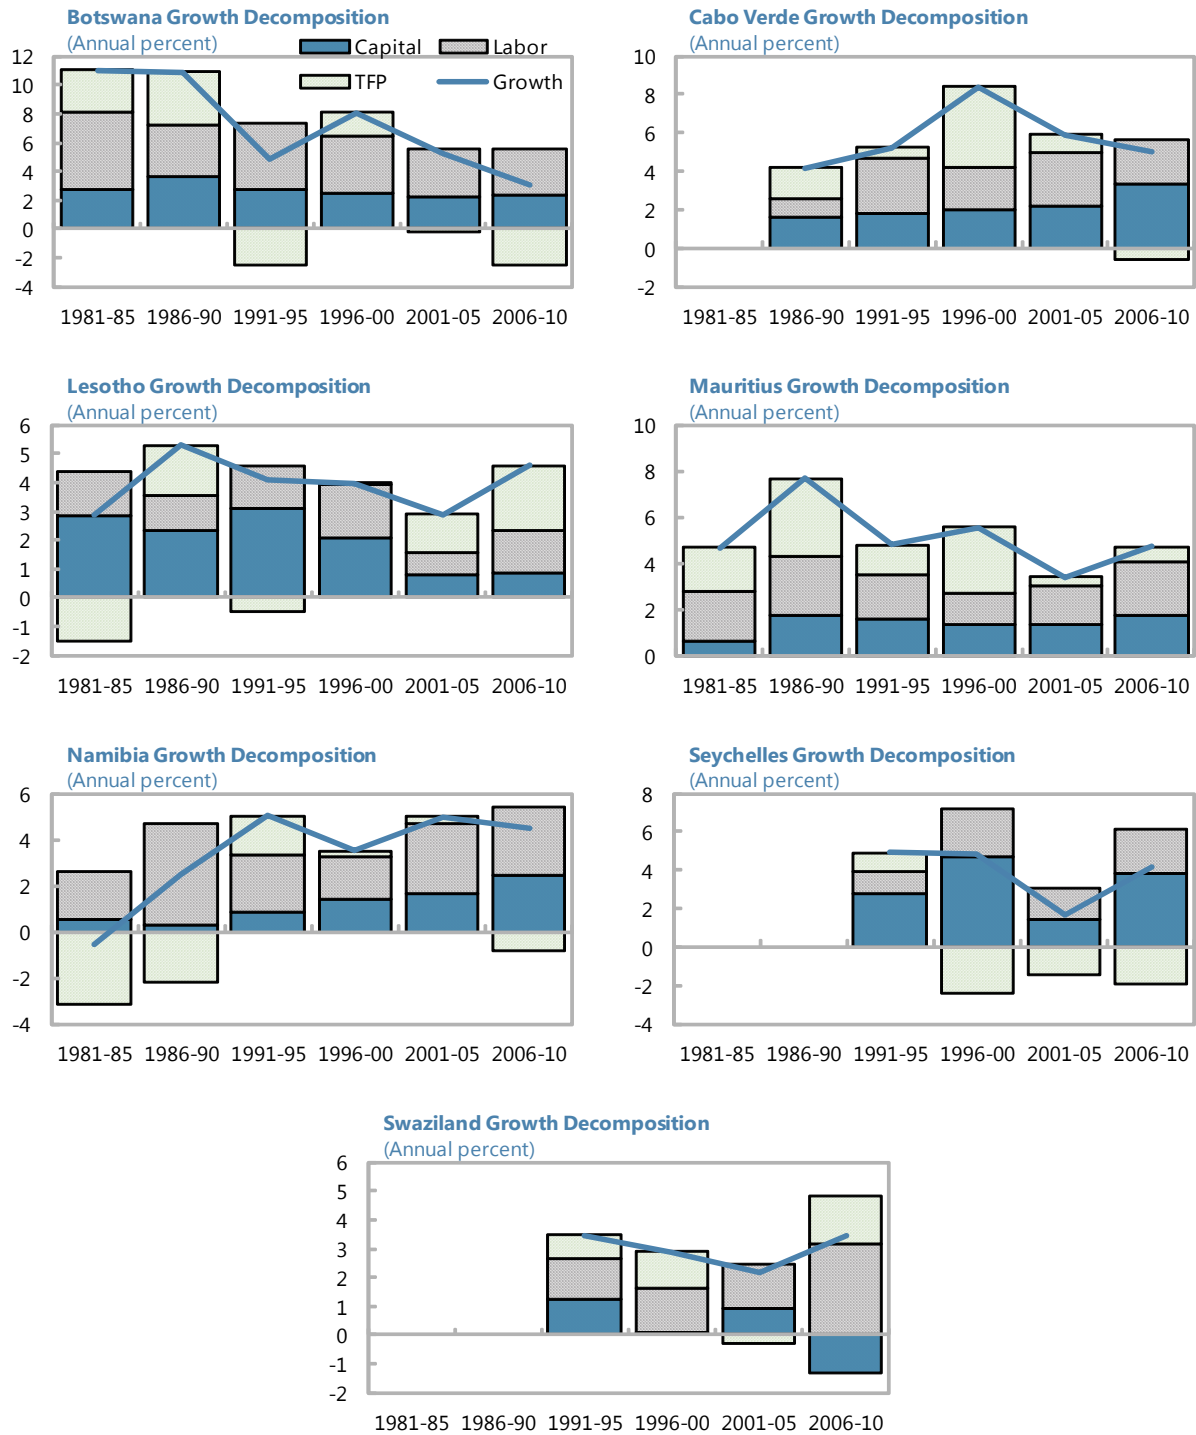 Botswana Growth Decomposition
(Annual percent)
Capital
Labor
TFP
Growth
12
10
8
6
4
2
0
-2
-4
1981-85 1986-90 1991-95 1996-00 2001-05 2006-10
Cabo Verde Growth Decomposition
(Annual percent)
10
8
6
4
2
0
-2
1981-85 1986-90 1991-95 1996-00 2001-05 2006-10
Lesotho Growth Decomposition
(Annual percent)
6
5
4
3
2
1
0
-1
-2
1981-85 1986-90 1991-95 1996-00 2001-05 2006-10
Mauritius Growth Decomposition
(Annual percent)
10
8
6
4
2
0
1981-85 1986-90 1991-95 1996-00 2001-05 2006-10
Namibia Growth Decomposition
(Annual percent)
6
4
2
0
-2
-4
1981-85 1986-90 1991-95 1996-00 2001-05 2006-10
Seychelles Growth Decomposition
(Annual percent)
8
6
4
2
0
-2
-4
1981-85 1986-90 1991-95 1996-00 2001-05 2006-10
Swaziland Growth Decomposition
(Annual percent)
6
5
4
3
2
1
0
-1
-2
1981-85 1986-90 1991-95 1996-00 2001-05 2006-10